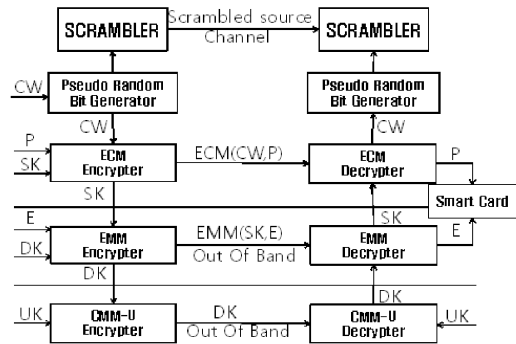 SCRAMBLER
Scrambled source
Channel
SCRAMBLER
CW
Pseudo Random
Bit Generator
Pseudo Random
Bit Generator
CW
CW
P
SK
ECM
Encrypter
ECM(CW,P)
ECM
Decrypter
P
SK
Smart Card
SK
E
DK
EMM
Encrypter
EMM(SK,E)
Out Of Band
EMM
Decrypter
E
DK
DK
UK
CMM-U
Encrypter
DK
Out Of Band
CMM-U
Decrypter
UK